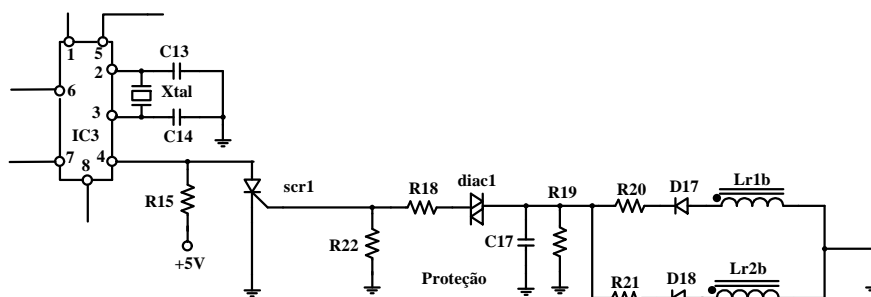 1
5
C13
2
Xtal
6
3
IC3
C14
7
8
4
R15
scr1
R18
diac1
R19
R20
D17
Lr1b
R22
C17
+5V
Proteção
R21
D18
Lr2b